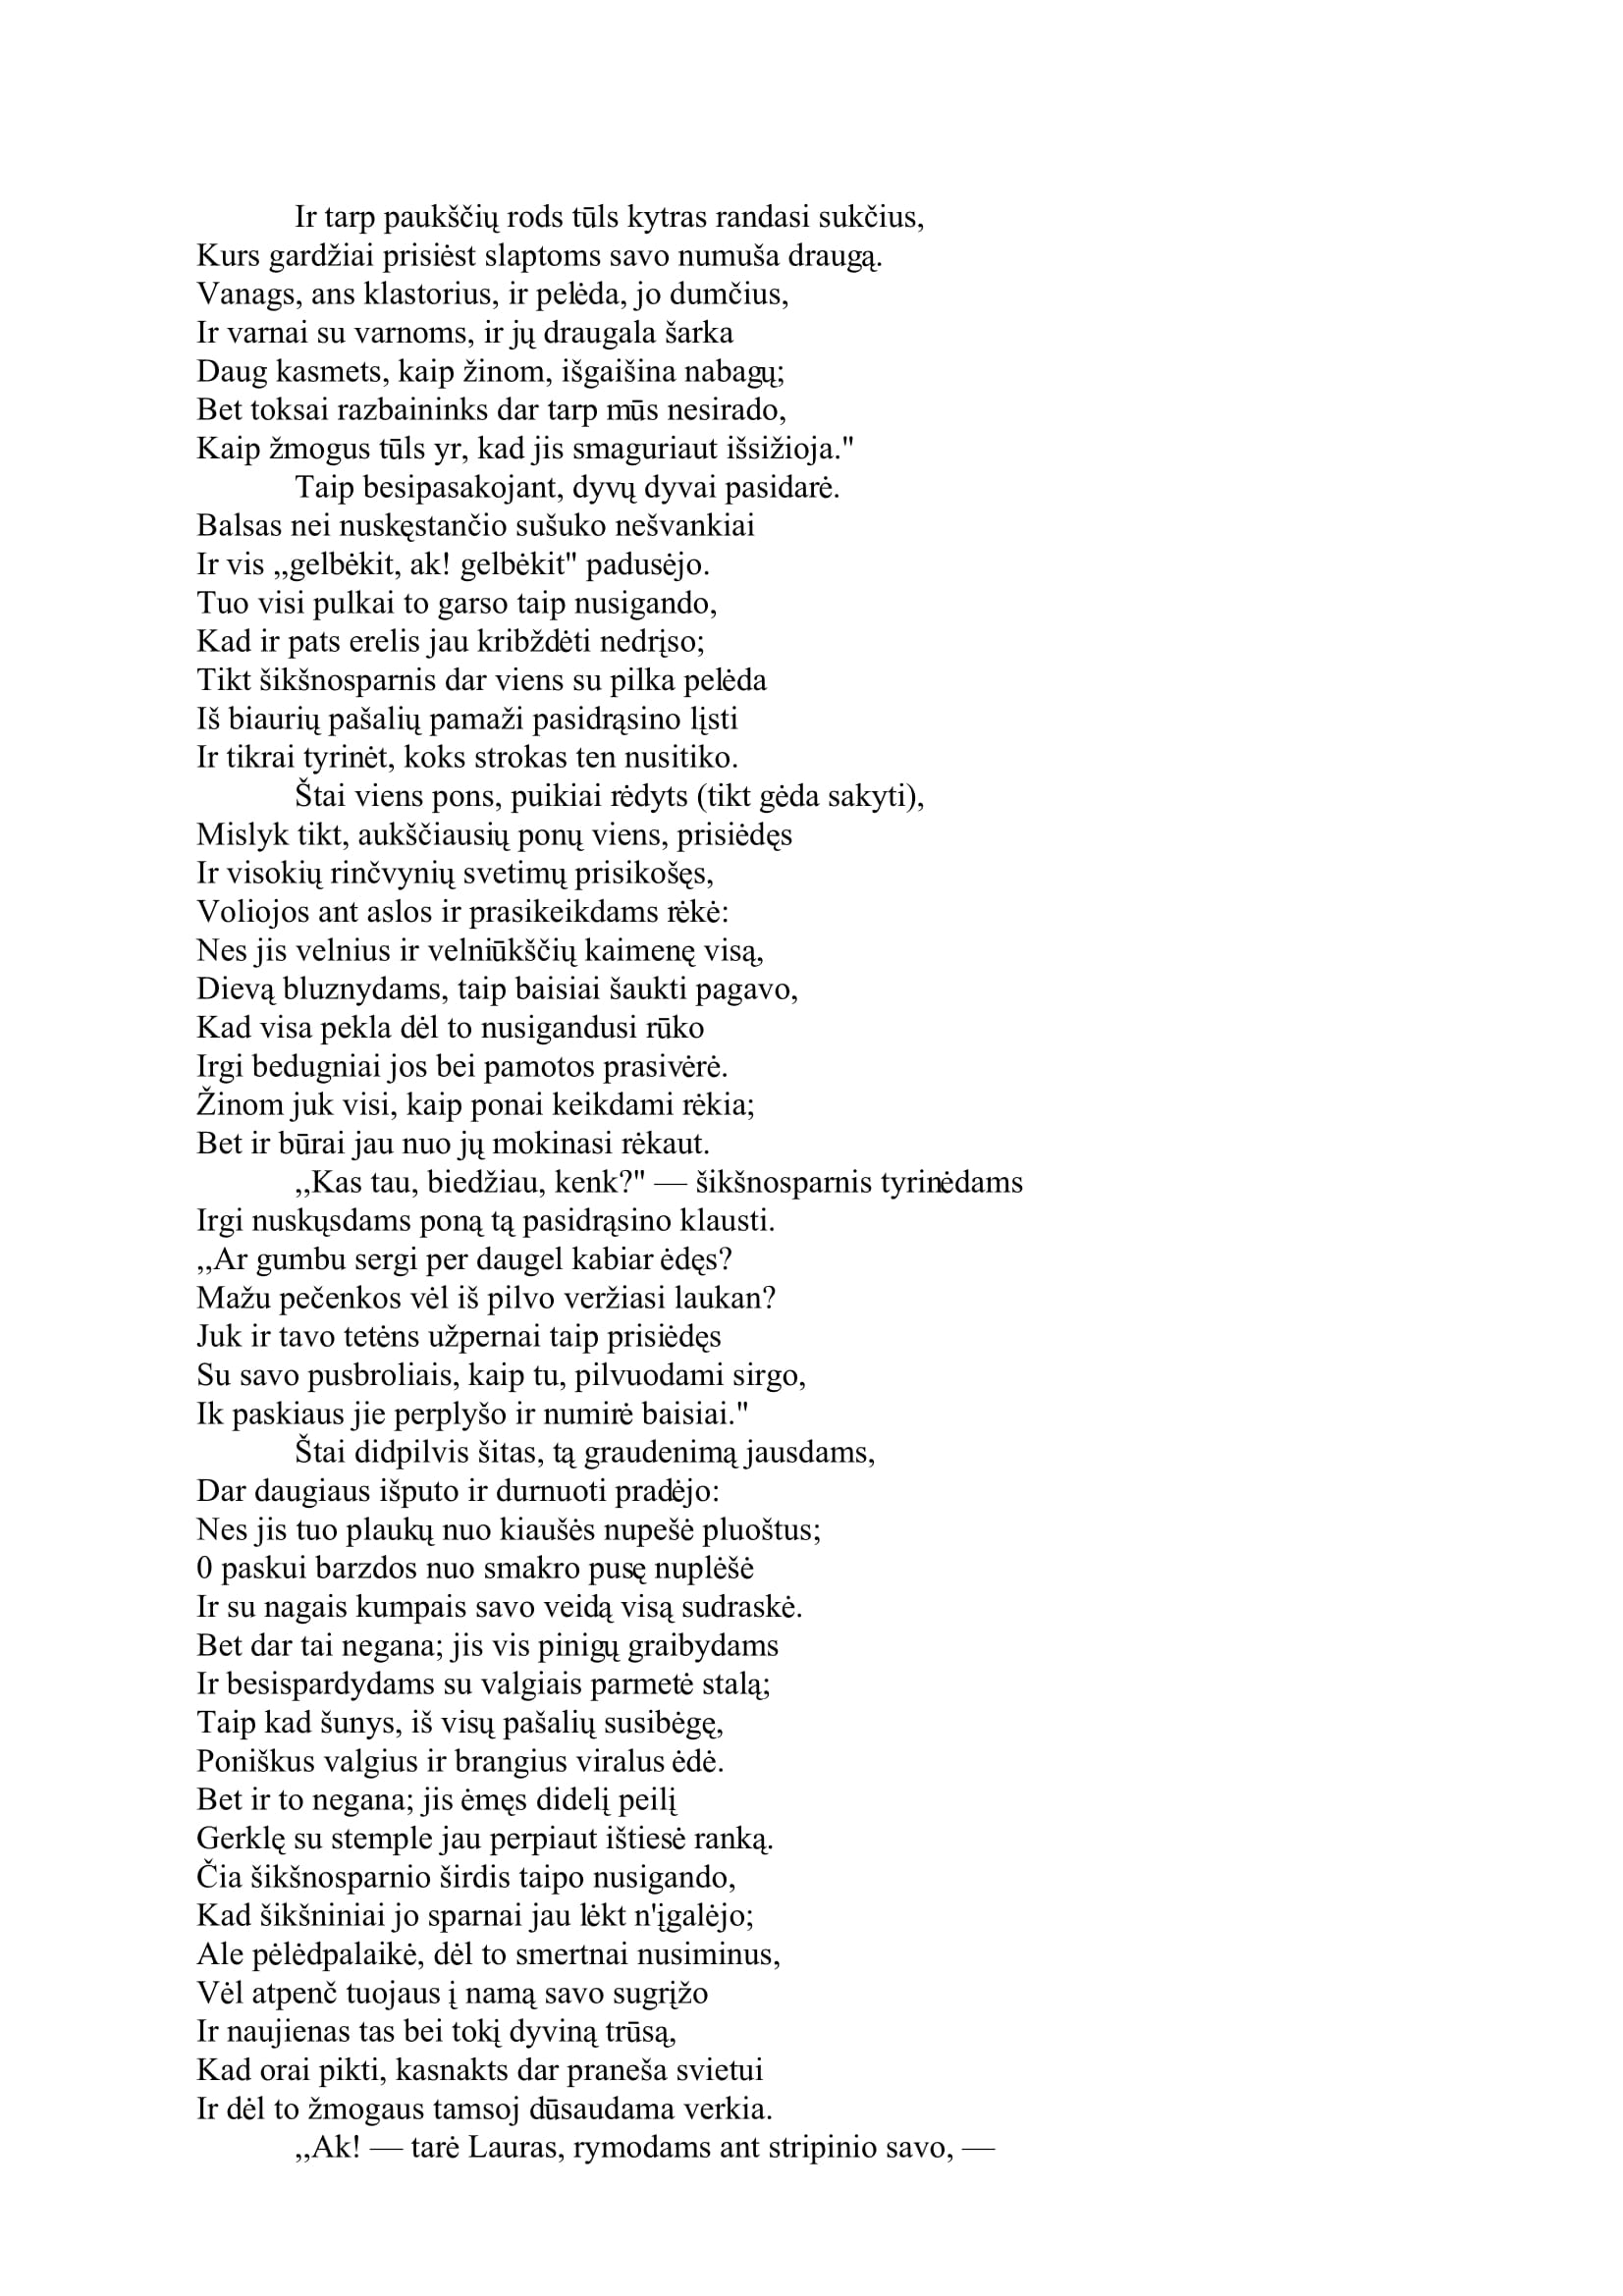 Ir tarp paukščių rods tūls kytras randasi sukčius,
Kurs gardžiai prisiėst slaptoms savo numuša draugą.
Vanags, ans klastorius, ir pelėda, jo dumčius,
Ir varnai su varnoms, ir jų draugala šarka
Daug kasmets, kaip žinom, išgaišina nabagų;
Bet toksai razbaininks dar tarp mūs nesirado,
Kaip žmogus tūls yr, kad jis smaguriaut išsižioja."
Taip besipasakojant, dyvų dyvai pasidarė.
Balsas nei nuskęstančio sušuko nešvankiai
Ir vis ,,gelbėkit, ak! gelbėkit" padusėjo.
Tuo visi pulkai to garso taip nusigando,
Kad ir pats erelis jau kribždėti nedrįso;
Tikt šikšnosparnis dar viens su pilka pelėda
Iš biaurių pašalių pamaži pasidrąsino lįsti
Ir tikrai tyrinėt, koks strokas ten nusitiko.
Štai viens pons, puikiai rėdyts (tikt gėda sakyti),
Mislyk tikt, aukščiausių ponų viens, prisiėdęs
Ir visokių rinčvynių svetimų prisikošęs,
Voliojos ant aslos ir prasikeikdams rėkė:
Nes jis velnius ir velniūkščių kaimenę visą,
Dievą bluznydams, taip baisiai šaukti pagavo,
Kad visa pekla dėl to nusigandusi rūko
Irgi bedugniai jos bei pamotos prasivėrė.
Žinom juk visi, kaip ponai keikdami rėkia;
Bet ir būrai jau nuo jų mokinasi rėkaut.
,,Kas tau, biedžiau, kenk?" — šikšnosparnis tyrinėdams
Irgi nuskųsdams poną tą pasidrąsino klausti.
,,Ar gumbu sergi per daugel kabiar ėdęs?
Mažu pečenkos vėl iš pilvo veržiasi laukan?
Juk ir tavo tetėns užpernai taip prisiėdęs
Su savo pusbroliais, kaip tu, pilvuodami sirgo,
Ik paskiaus jie perplyšo ir numirė baisiai."
Štai didpilvis šitas, tą graudenimą jausdams,
Dar daugiaus išputo ir durnuoti pradėjo:
Nes jis tuo plaukų nuo kiaušės nupešė pluoštus;
0 paskui barzdos nuo smakro pusę nuplėšė
Ir su nagais kumpais savo veidą visą sudraskė.
Bet dar tai negana; jis vis pinigų graibydams
Ir besispardydams su valgiais parmetė stalą;
Taip kad šunys, iš visų pašalių susibėgę,
Poniškus valgius ir brangius viralus ėdė.
Bet ir to negana; jis ėmęs didelį peilį
Gerklę su stemple jau perpiaut ištiesė ranką.
Čia šikšnosparnio širdis taipo nusigando,
Kad šikšniniai jo sparnai jau lėkt n'įgalėjo;
Ale pėlėdpalaikė, dėl to smertnai nusiminus,
Vėl atpenč tuojaus į namą savo sugrįžo
Ir naujienas tas bei tokį dyviną trūsą,
Kad orai pikti, kasnakts dar praneša svietui
Ir dėl to žmogaus tamsoj dūsaudama verkia.
,,Ak! — tarė Lauras, rymodams ant stripinio savo, —